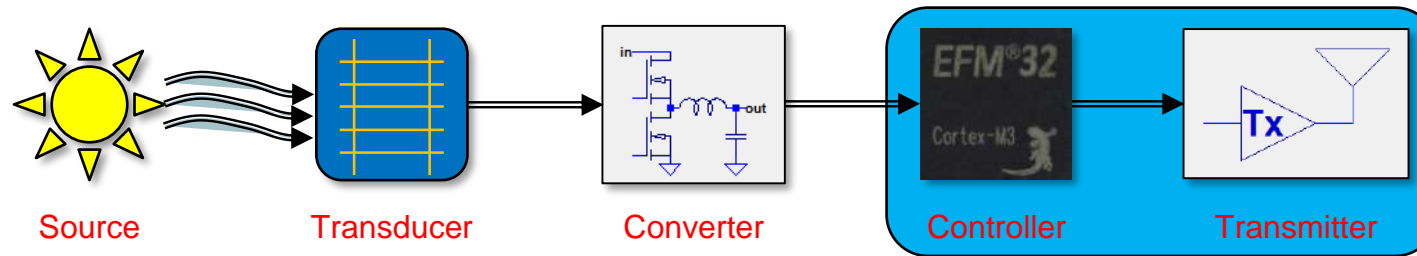 in
out
EFM®32
Cortex-M3
Tx
Source
Transducer
Converter
Controller
Transmitter